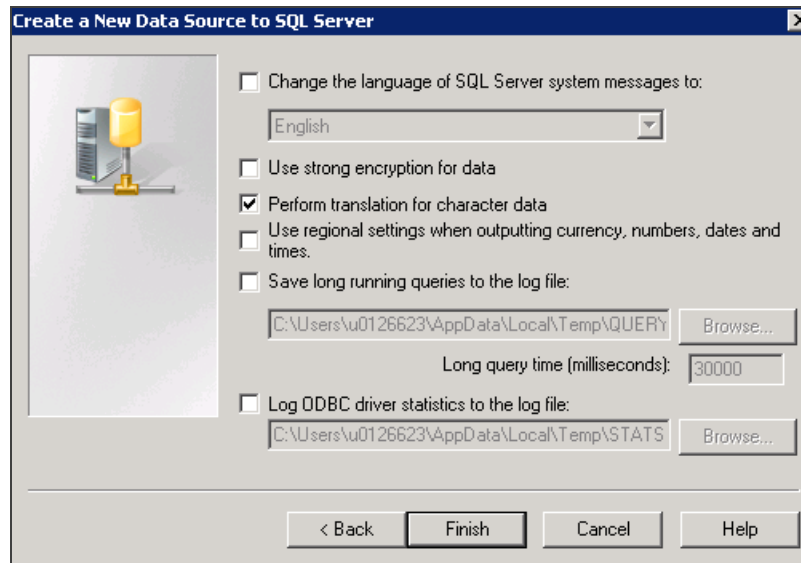 Create a New Data Source to SQL Server
Change the language of SQL Server system messages to:
English
Use strong encryption for data
Perform translation for character data
Use regional settings when outputting currency, numbers, dates and
times.
Save long running queries to the log file:
C:\Users\u0126623\AppData\Local\Temp\QUERY Browse...
Long query time (milliseconds): 30000
Log ODBC driver statistics to the log file:
C:\Users\u0126623\AppData\Local\Temp\STATS Browse...
< Back Finish Cancel Help